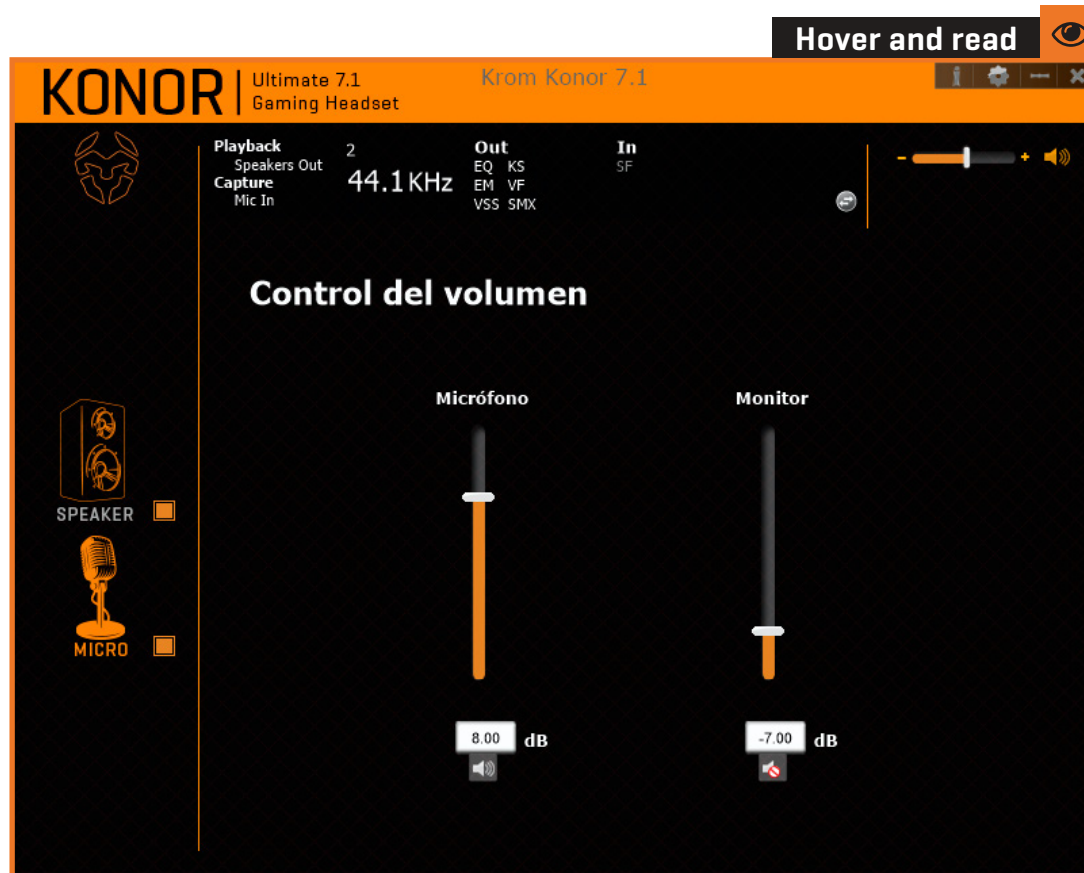 Hover and read
KONOR
Ultimate 7.1
Gaming Headset
Krom Konor 7.1
Playback
Speakers Out
Capture
Mic In
2
44.1KHz
Out
EQ KS
EM VF
VSS SMX
In
SF
- +
Control del volumen
Micrófono
Monitor
SPEAKER
MICRO
8.00 dB
-7.00 dB